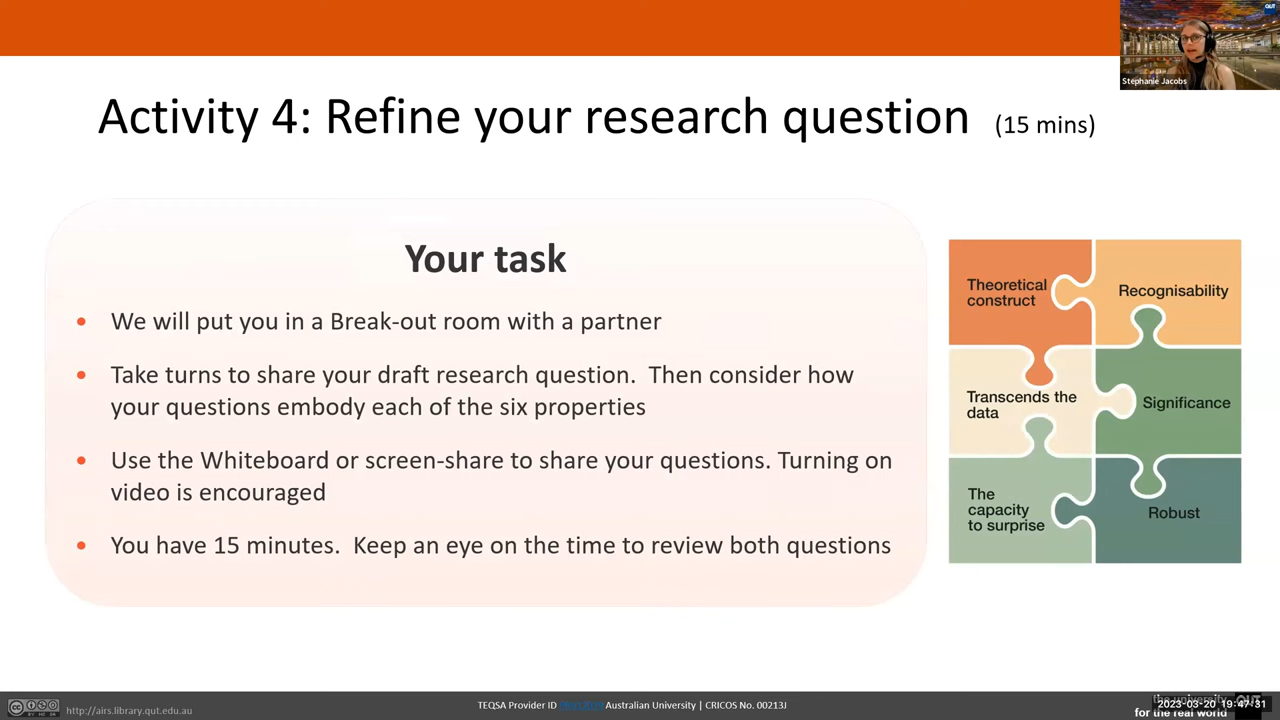 QUT
Stephanie Jacobs
Activity 4: Refine your research question (15 mins)
Your task
• We will put you in a Break-out room with a partner
• Take turns to share your draft research question. Then consider how
your questions embody each of the six properties
• Use the Whiteboard or screen-share to share your questions. Turning on
video is encouraged
• You have 15 minutes. Keep an eye on the time to review both questions
Theoretical
construct
Recognisability
Transcends the
data
Significance
The
capacity
to surprise
Robust
http://airs.library.qut.edu.au
TEQSA Provider ID Australian University | CRICOS No. 00213J
the university
for the real world
QUT
2023-03-20 19:47:31